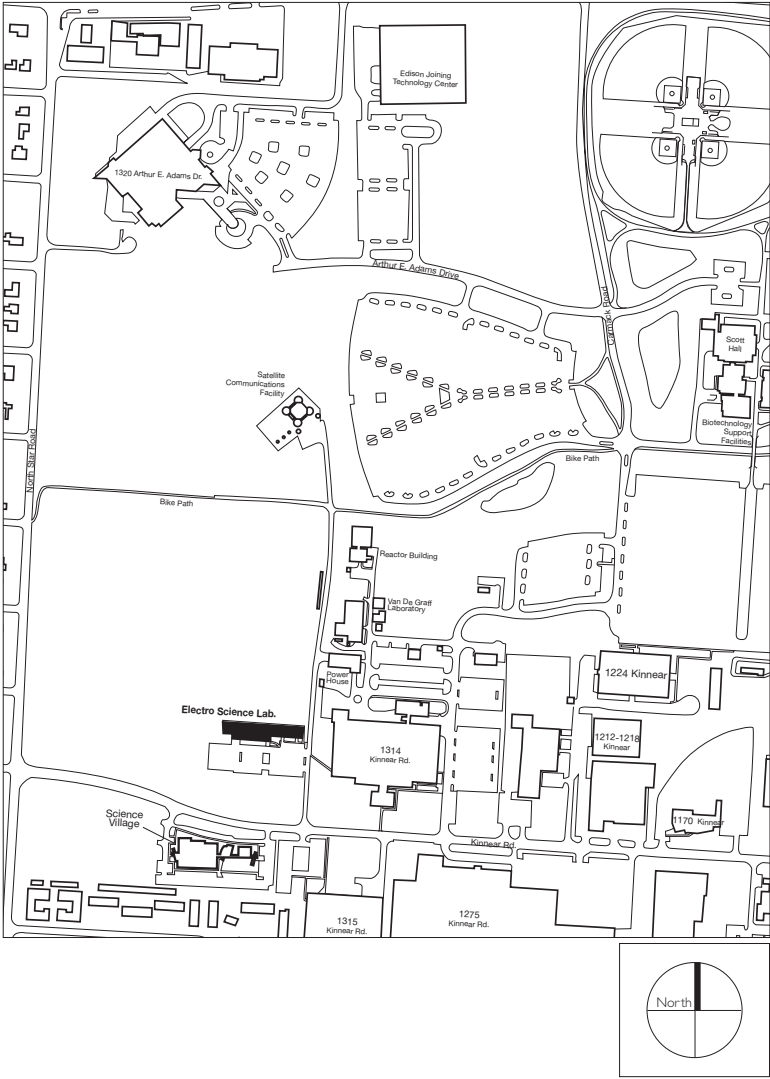 Edison Joining
Technology Center
1320 Arthur E. Adams Dr.
Arthur E. Adams Drive
Carmack Road
Scott
Hall
Satellite
Communications
Facility
Biotechnology
Support
Facilities
North Star Road
Bike Path
Bike Path
Reactor Building
Van De Graff
Laboratory
Power
House
1224 Kinnear
Electro Science Lab.
1314
Kinnear Rd.
1212-1218
Kinnear
Science
Village
1170 Kinnear
Kinnear Rd.
1315
Kinnear Rd.
1275
Kinnear Rd.
North